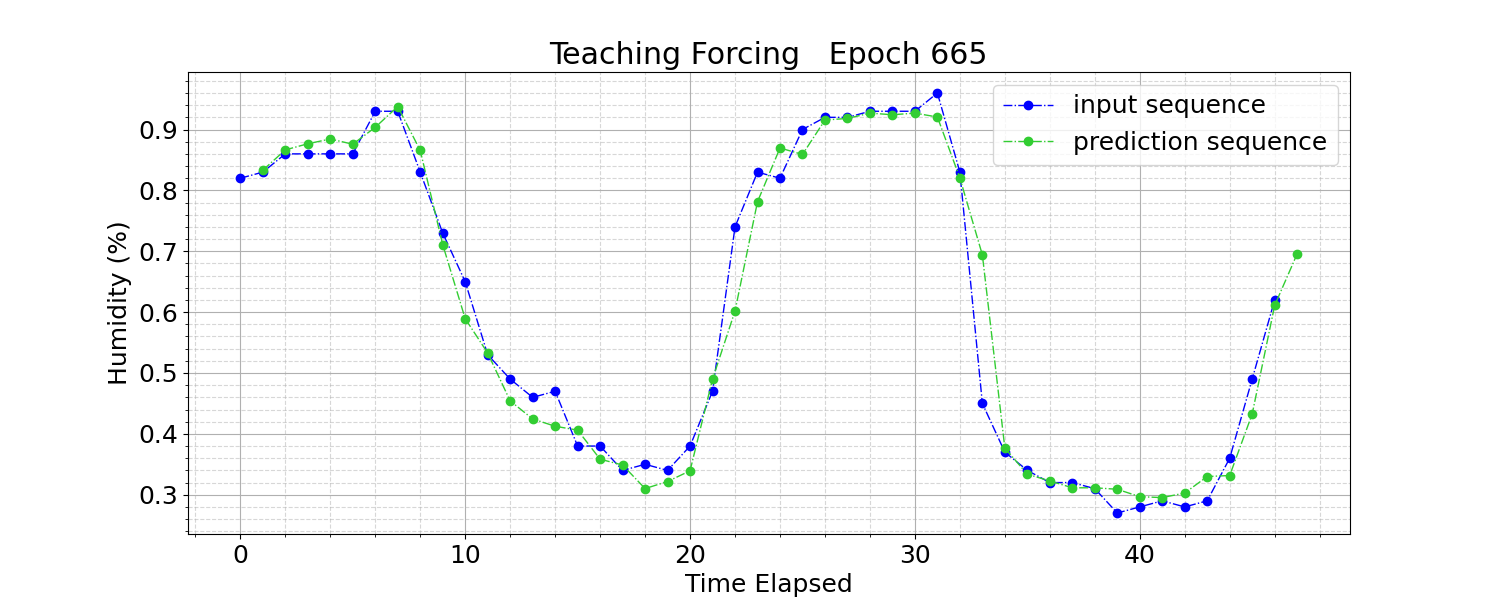 Teaching Forcing   Epoch 665
input sequence
prediction sequence
Humidity (%)
0.9
0.8
0.7
0.6
0.5
0.4
0.3
0 10 20 30 40
Time Elapsed